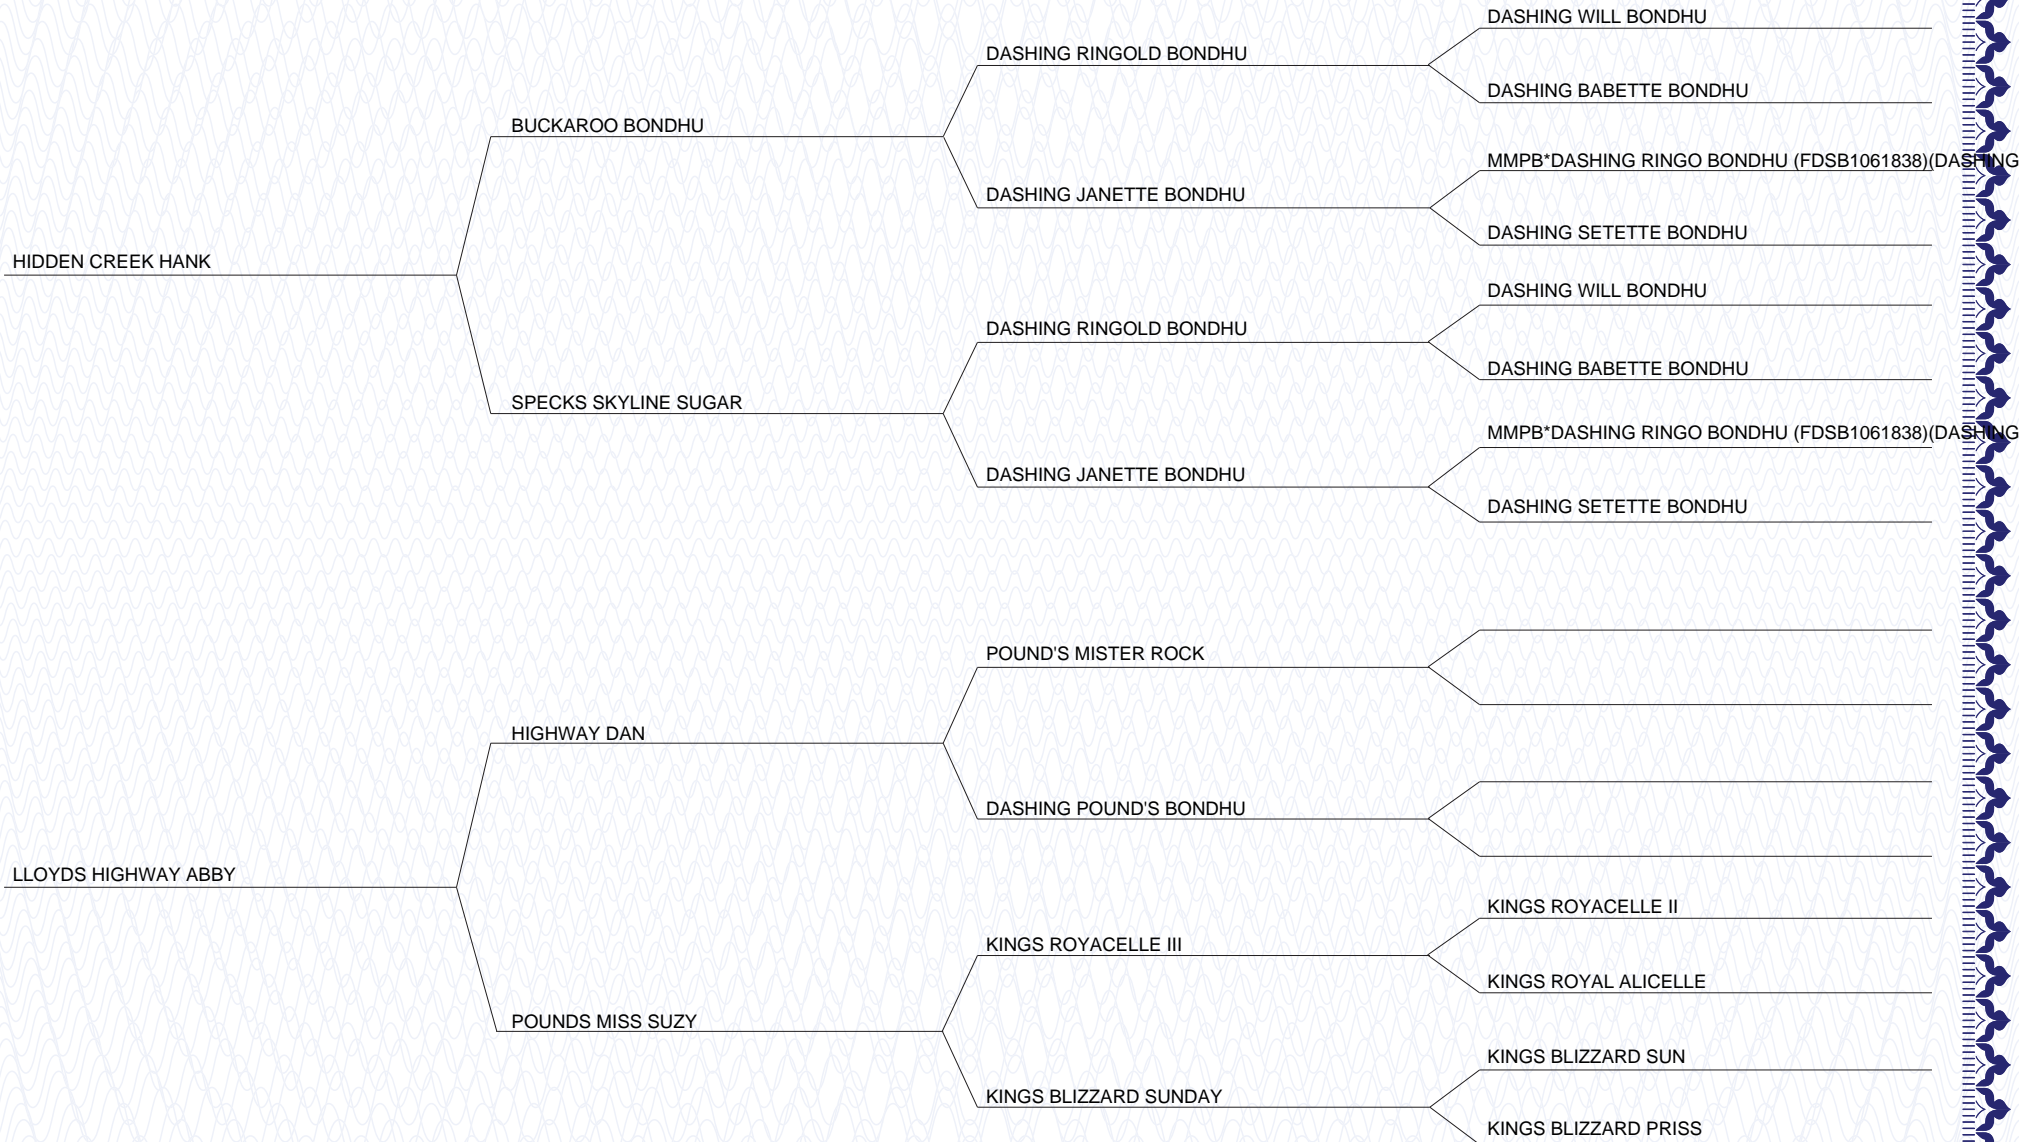 DASHING WILL BONDHU
DASHING RINGOLD BONDHU
DASHING BABETTE BONDHU
BUCKAROO BONDHU
MMPB*DASHING RINGO BONDHU (FDSB1061838)(DASHING
DASHING JANETTE BONDHU
DASHING SETETTE BONDHU
HIDDEN CREEK HANK
DASHING WILL BONDHU
DASHING RINGOLD BONDHU
DASHING BABETTE BONDHU
SPECKS SKYLINE SUGAR
MMPB*DASHING RINGO BONDHU (FDSB1061838)(DASHING
DASHING JANETTE BONDHU
DASHING SETETTE BONDHU
POUND'S MISTER ROCK
HIGHWAY DAN
DASHING POUND'S BONDHU
LLOYDS HIGHWAY ABBY
KINGS ROYACELLE II
KINGS ROYACELLE III
KINGS ROYAL ALICELLE
POUNDS MISS SUZY
KINGS BLIZZARD SUN
KINGS BLIZZARD SUNDAY
KINGS BLIZZARD PRISS